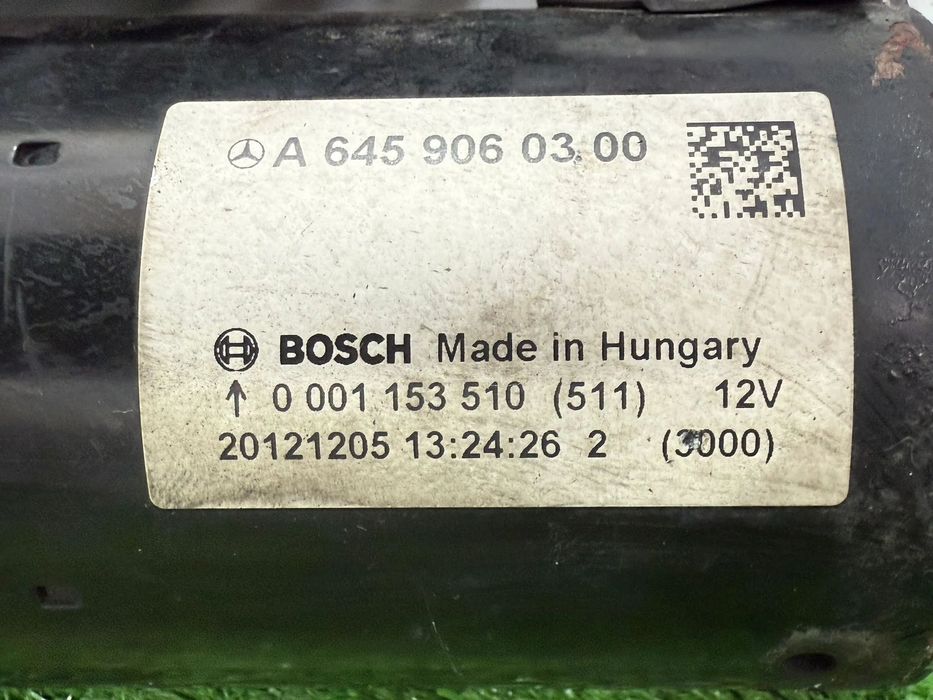 A 645 906 03 00
BOSCH Made in Hungary
↑ 0 001 153 510 (511) 12V
20121205 13:24:26 2 (3000)